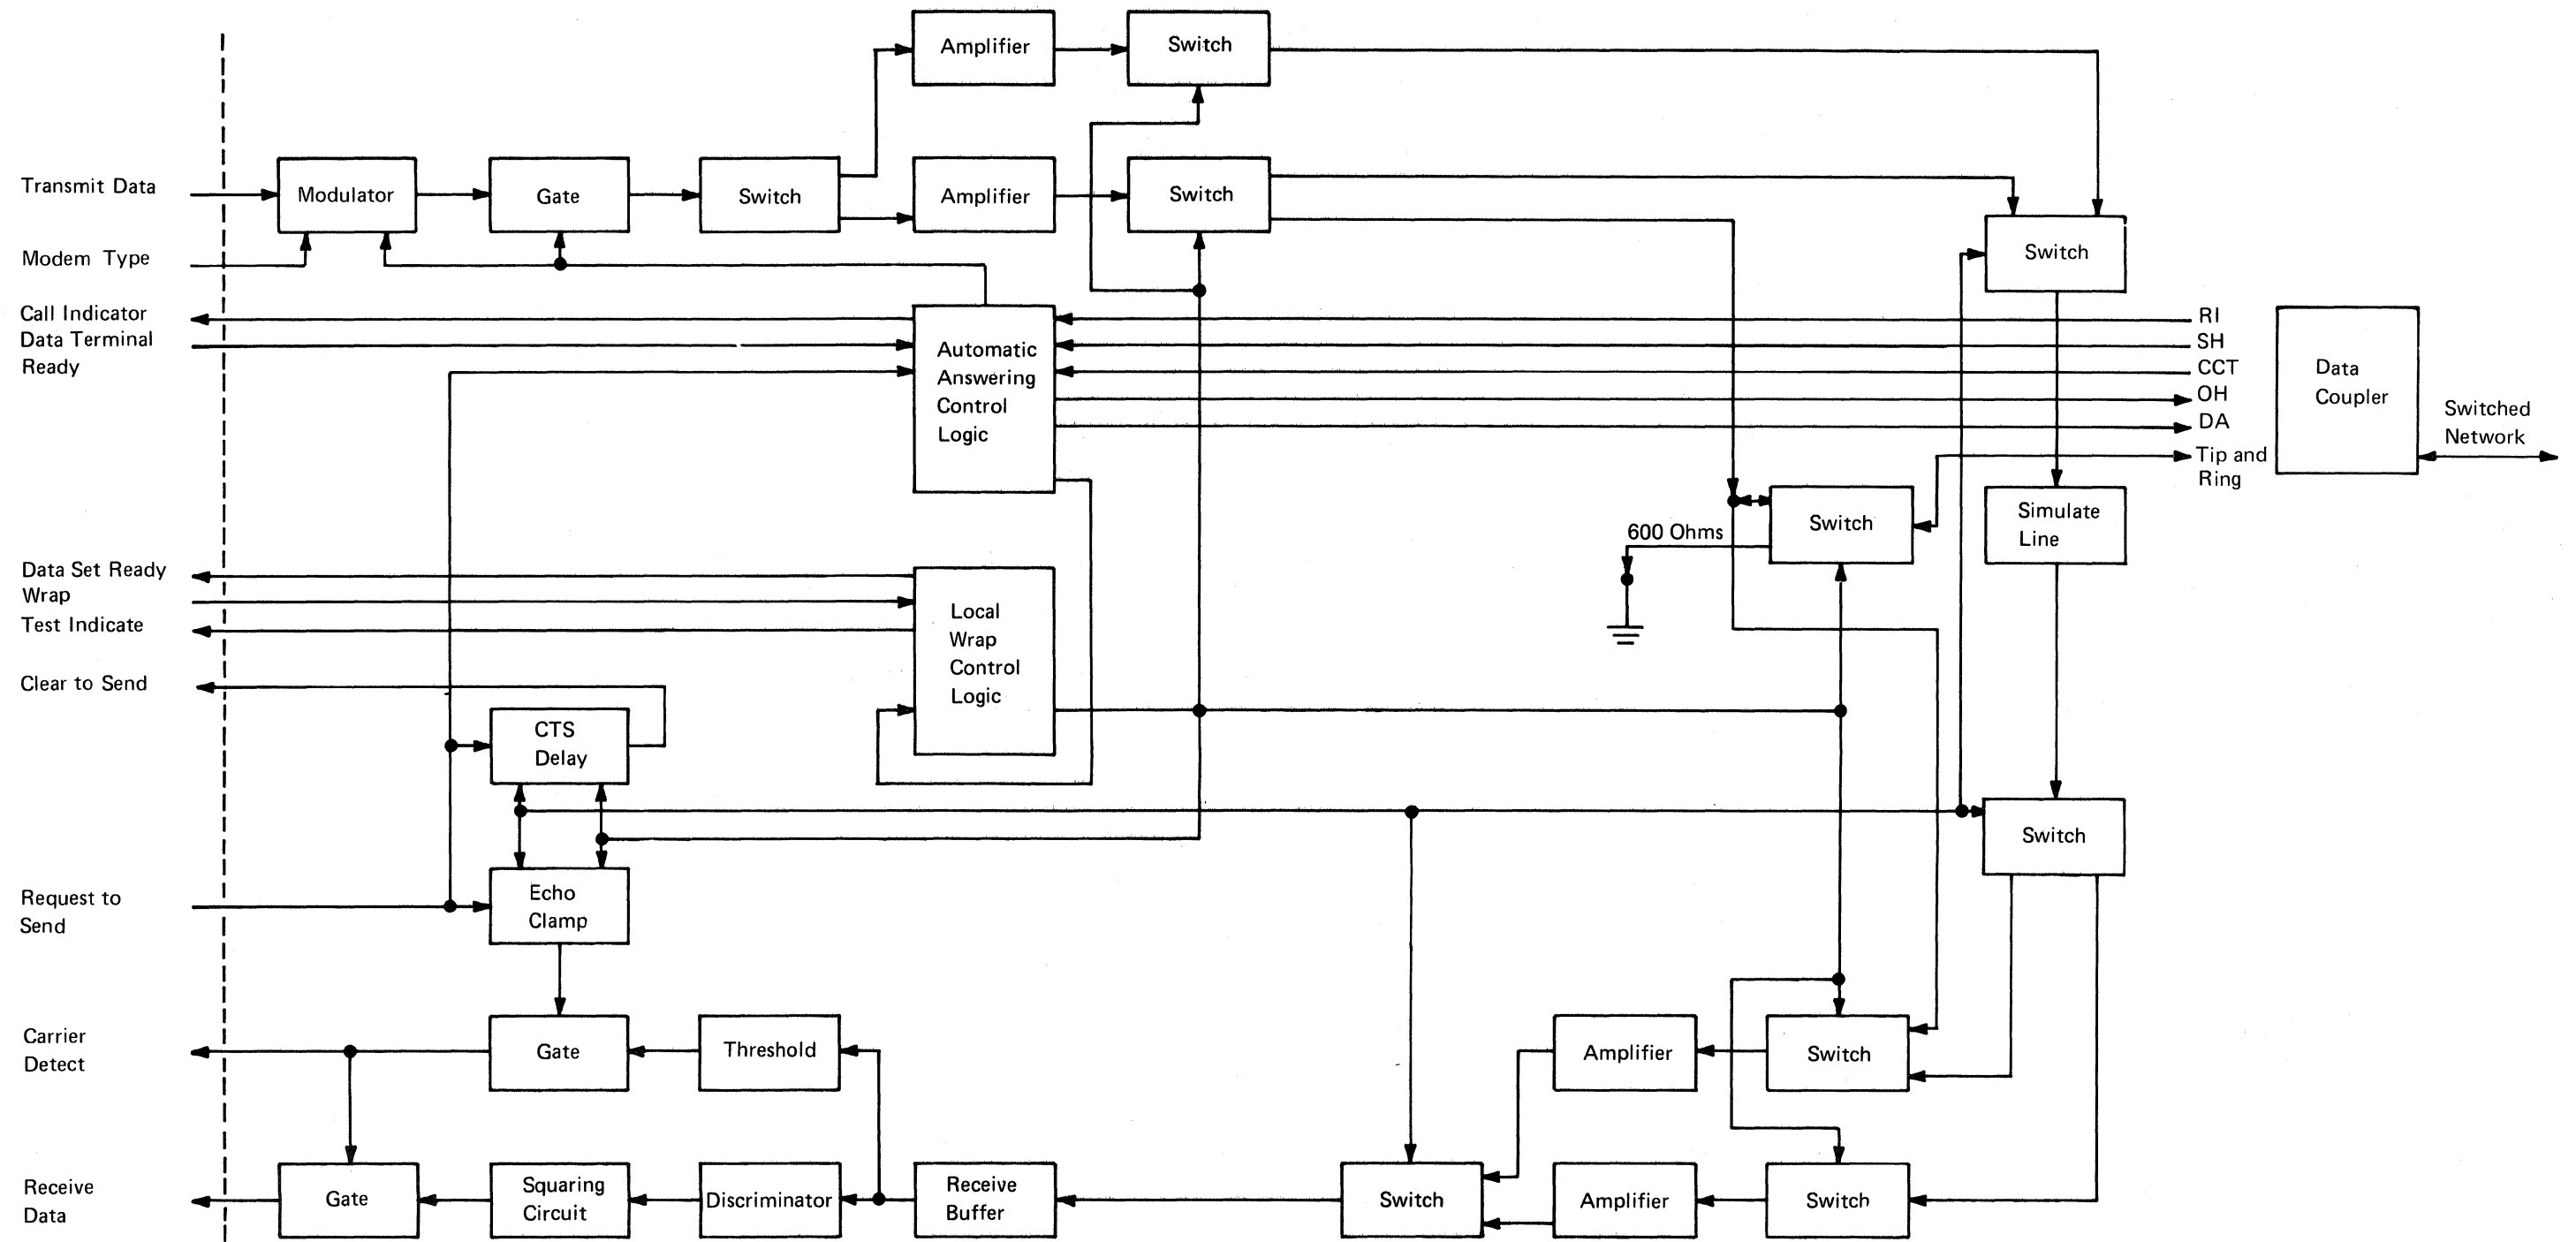 Amplifier
Switch
Transmit Data
Modulator
Gate
Switch
Amplifier
Switch
Modem Type
Switch
Call Indicator
Data Terminal
Ready
Automatic
Answering
Control
Logic
RI
SH
CCT
OH
DA
Tip and
Ring
Data
Coupler
Switched
Network
Switch
600 Ohms
Simulate
Line
Data Set Ready
Wrap
Test Indicate
Local
Wrap
Control
Logic
Clear to Send
CTS
Delay
Switch
Request to
Send
Echo
Clamp
Carrier
Detect
Gate
Threshold
Amplifier
Switch
Receive
Data
Gate
Squaring
Circuit
Discriminator
Receive
Buffer
Switch
Amplifier
Switch